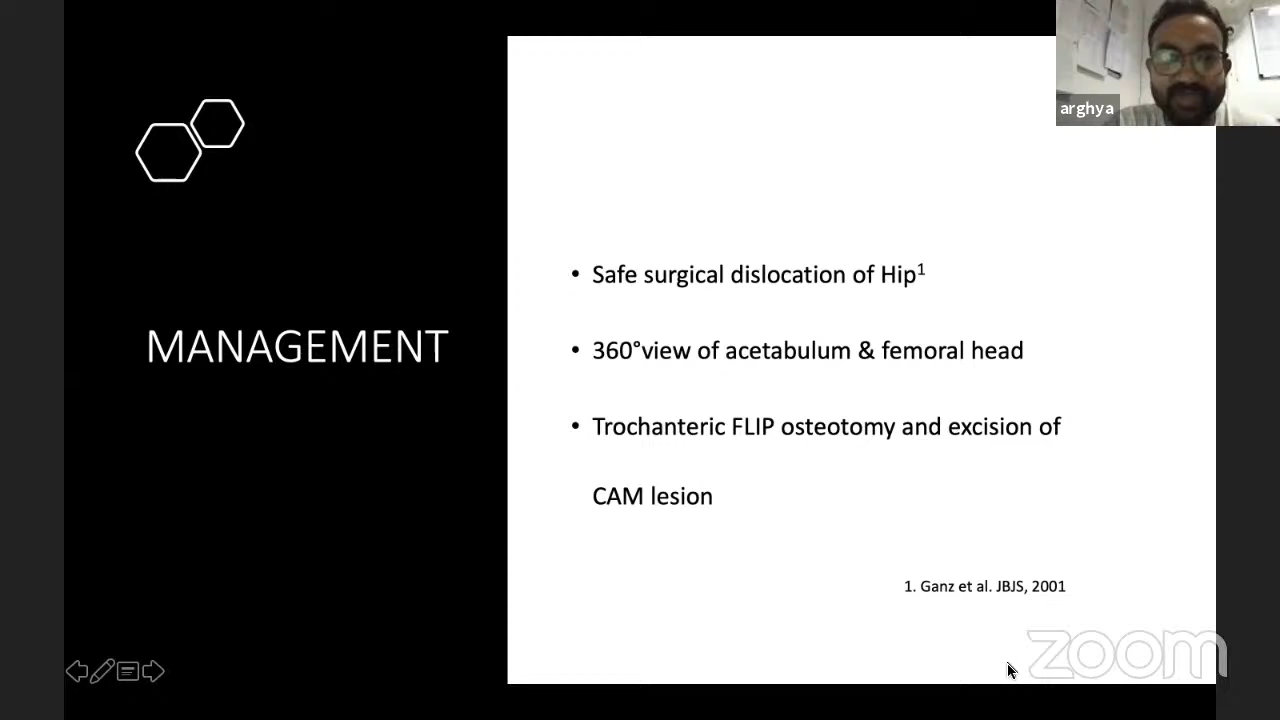 arghya
MANAGEMENT
• Safe surgical dislocation of Hip¹
• 360°view of acetabulum & femoral head
• Trochanteric FLIP osteotomy and excision of
CAM lesion
1. Ganz et al. JBJS, 2001
zoom